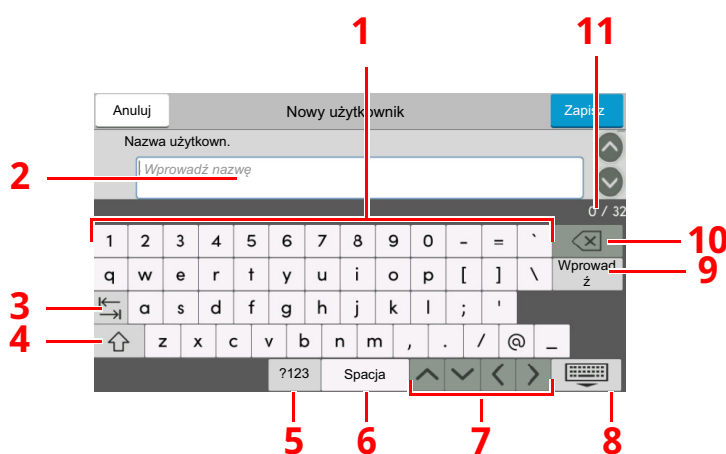 1 11
Anuluj Nowy użytkownik Zapisz
Nazwa użytkown.
2 Wprowadź nazwę
0 / 32
1 2 3 4 5 6 7 8 9 0 - = ` 10
q w e r t y u i o p [ ] \ Wprowad
ź 9
3 a s d f g h j k l ; '
4 z x c v b n m , . / @ _
?123 Spacja
5 6 7 8